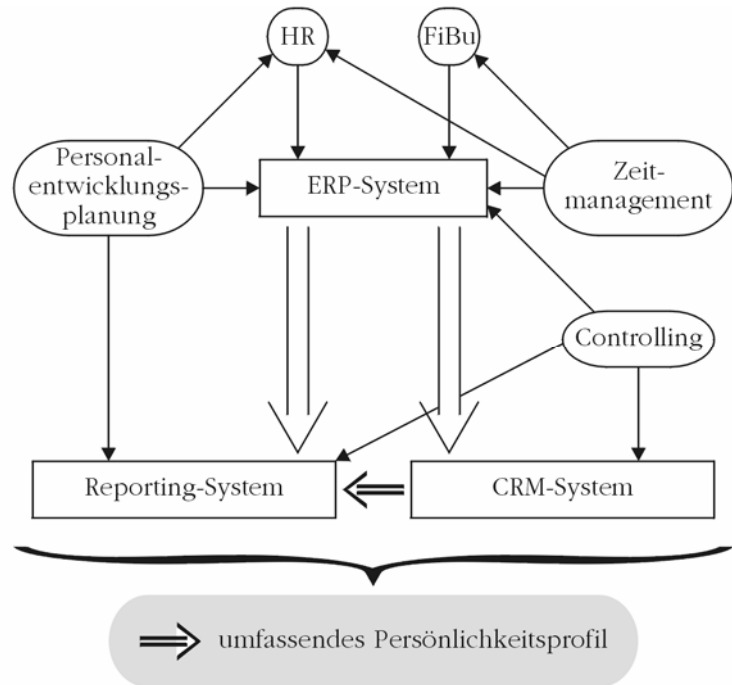 HR
FiBu
Personal-
entwicklungs-
planung
ERP-System
Zeit-
management
Controlling
Reporting-System
CRM-System
umfassendes Persönlichkeitsprofil